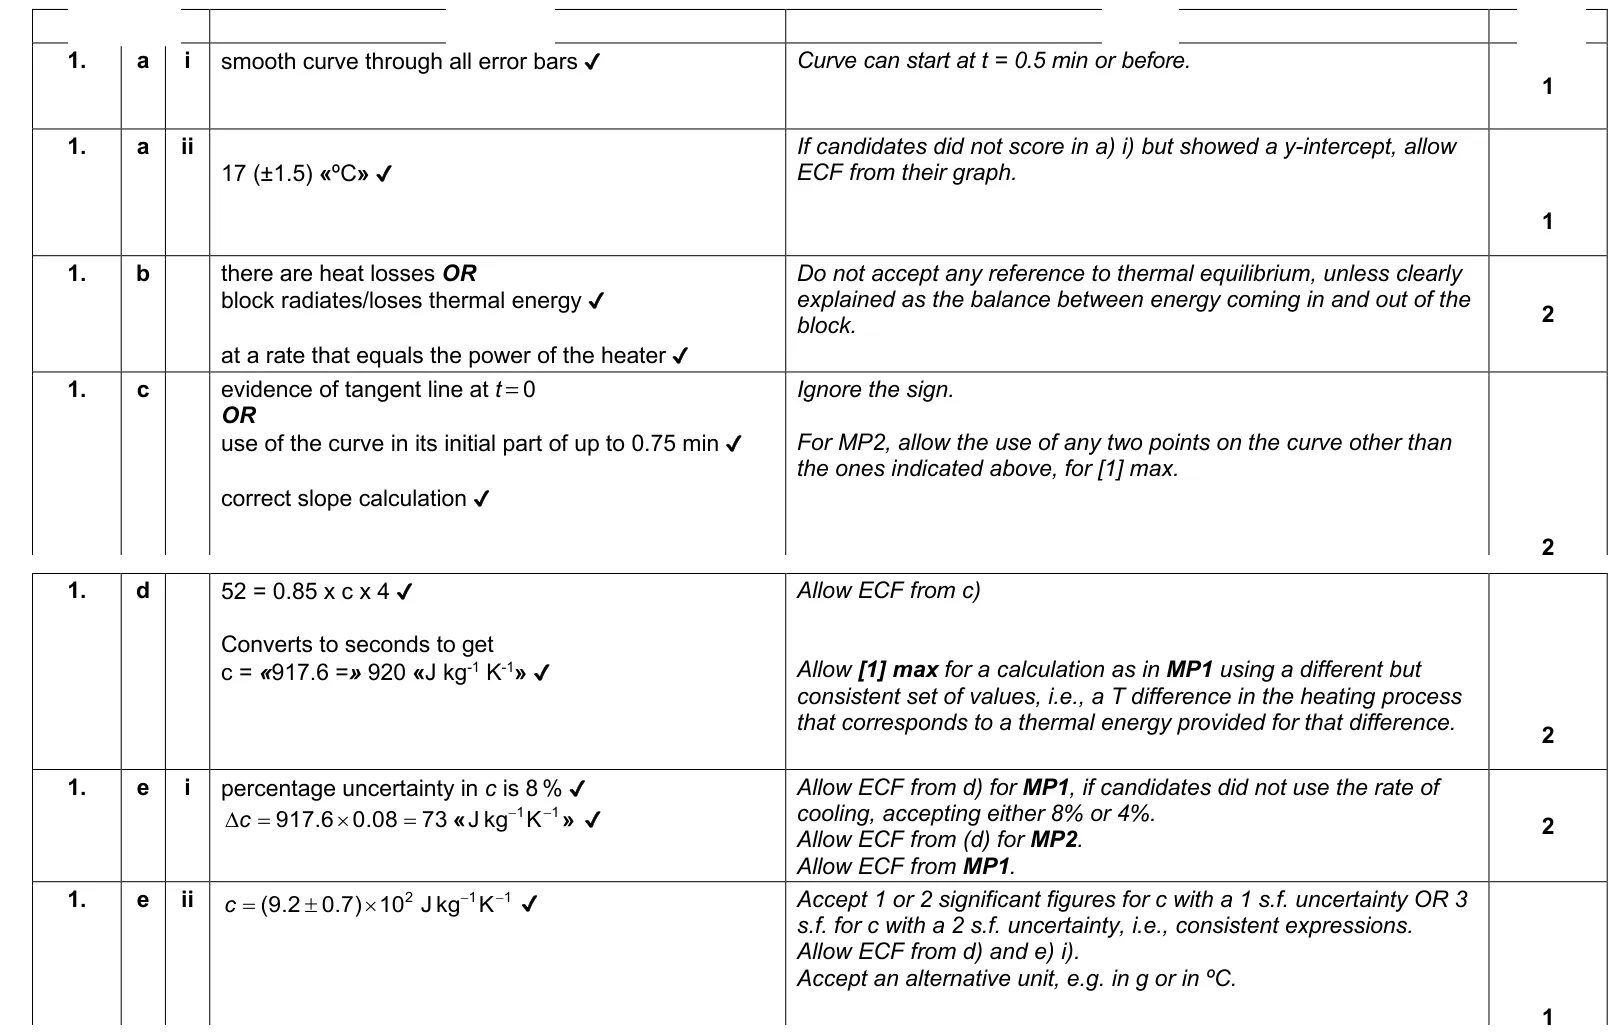 1. a i smooth curve through all error bars ✔ Curve can start at t = 0.5 min or before.
1
1. a ii If candidates did not score in a) i) but showed a y-intercept, allow
17 (±1.5) «ºC» ✔ ECF from their graph.
1
1. b there are heat losses OR Do not accept any reference to thermal equilibrium, unless clearly
block radiates/loses thermal energy ✔ explained as the balance between energy coming in and out of the
block.
2
at a rate that equals the power of the heater ✔
1. c evidence of tangent line at t = 0 Ignore the sign.
OR
use of the curve in its initial part of up to 0.75 min ✔ For MP2, allow the use of any two points on the curve other than
the ones indicated above, for [1] max.
correct slope calculation ✔
2
1. d 52 = 0.85 x c x 4 ✔ Allow ECF from c)
Converts to seconds to get
c = «917.6 =» 920 «J kg⁻¹ K⁻¹» ✔ Allow [1] max for a calculation as in MP1 using a different but
consistent set of values, i.e., a T difference in the heating process
that corresponds to a thermal energy provided for that difference.
2
1. e i percentage uncertainty in c is 8 % ✔ Allow ECF from d) for MP1, if candidates did not use the rate of
Δc = 917.6 × 0.08 = 73 «J kg⁻¹ K⁻¹» ✔ cooling, accepting either 8% or 4%.
2
Allow ECF from (d) for MP2.
Allow ECF from MP1.
1. e ii c = (9.2 ± 0.7) × 10² J kg⁻¹ K⁻¹ ✔ Accept 1 or 2 significant figures for c with a 1 s.f. uncertainty OR 3
s.f. for c with a 2 s.f. uncertainty, i.e., consistent expressions.
Allow ECF from d) and e) i).
Accept an alternative unit, e.g. in g or in ºC.
1